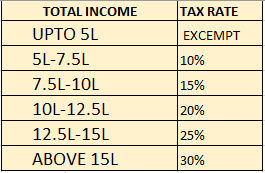 TOTAL INCOME TAX RATE
UPTO 5L EXCEMPT
5L-7.5L 10%
7.5L-10L 15%
10L-12.5L 20%
12.5L-15L 25%
ABOVE 15L 30%